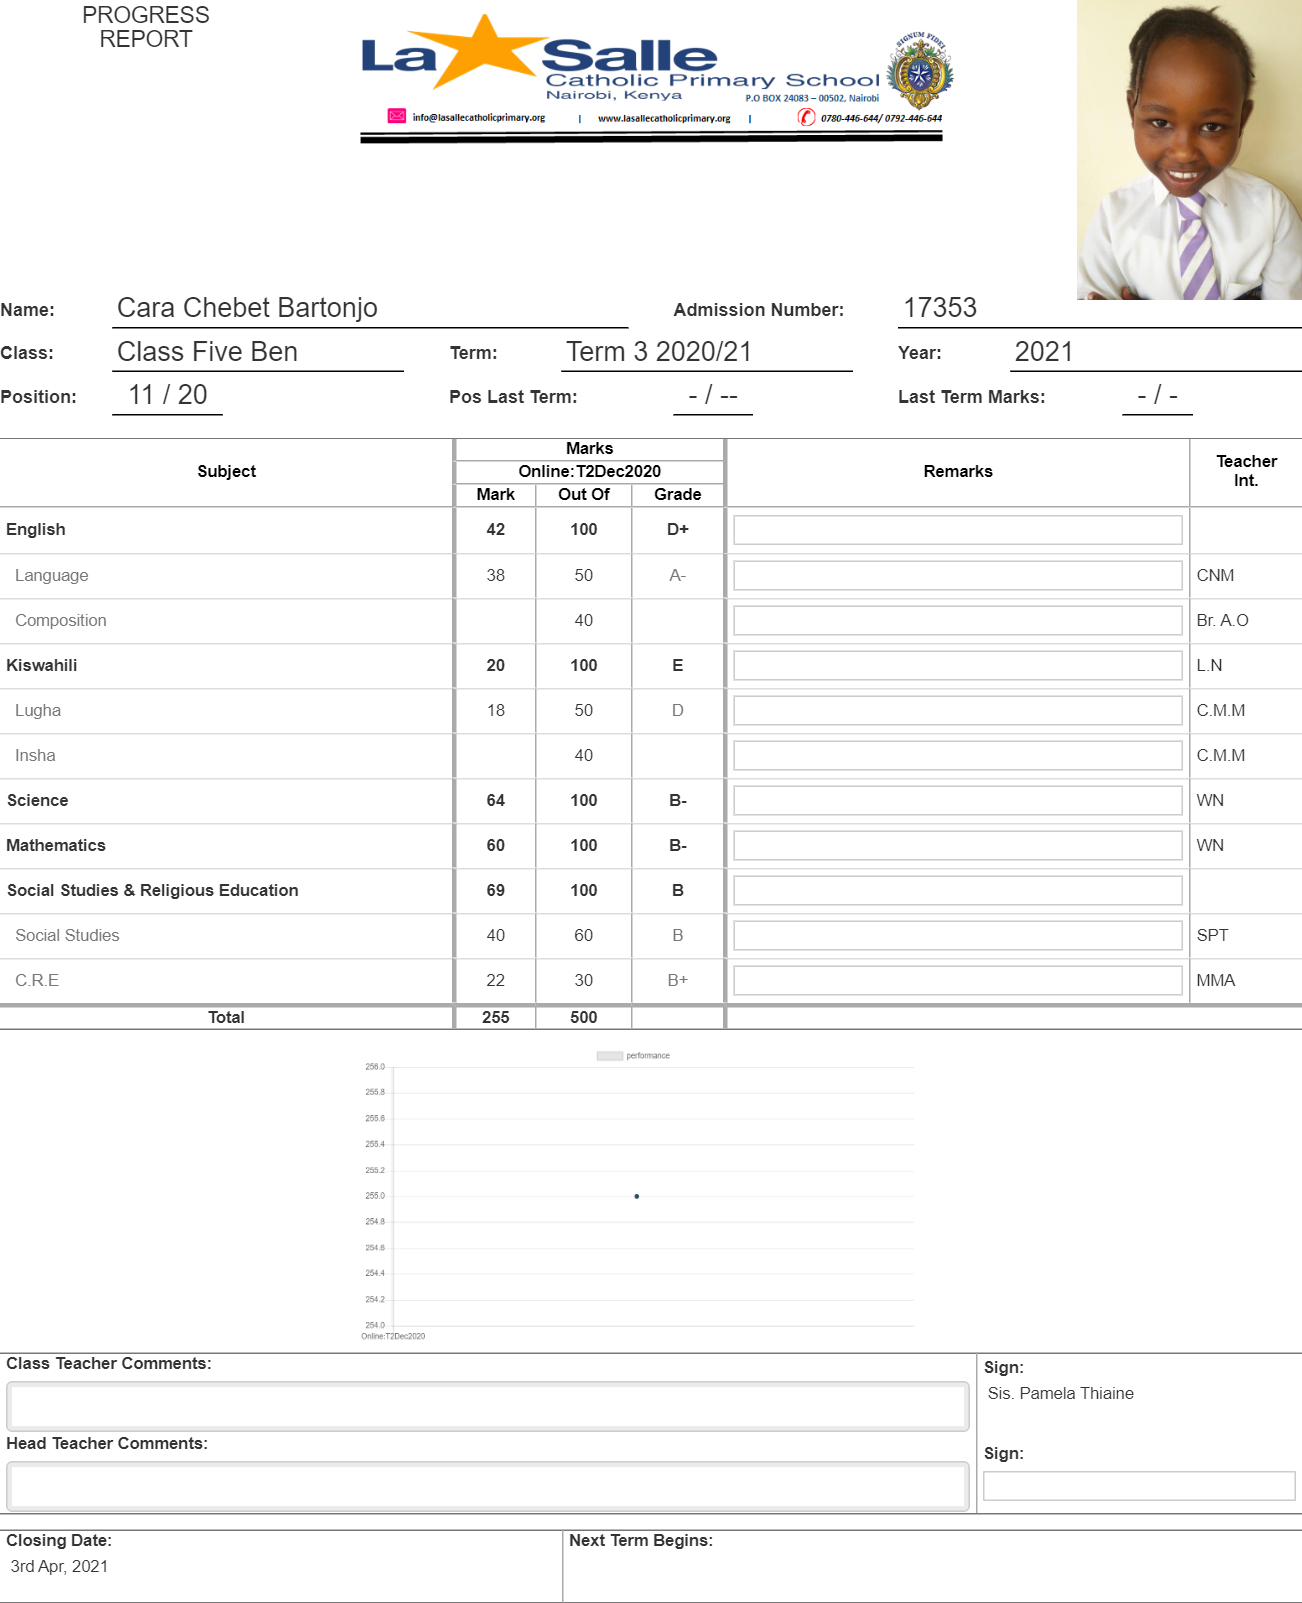 PROGRESS
REPORT
La Salle
Catholic Primary School
Nairobi, Kenya
P.O BOX 24083 – 00502, Nairobi
SIGNUM FIDEI
info@lasallecatholicprimary.org | www.lasallecatholicprimary.org | 0780-446-644/ 0792-446-644
Name: Cara Chebet Bartonjo Admission Number: 17353
Class: Class Five Ben Term: Term 3 2020/21 Year: 2021
Position: 11 / 20 Pos Last Term: - / -- Last Term Marks: - / -
Subject Marks Remarks Teacher Int.
Online:T2Dec2020
Mark Out Of Grade
English 42 100 D+
Language 38 50 A- CNM
Composition 40 Br. A.O
Kiswahili 20 100 E L.N
Lugha 18 50 D C.M.M
Insha 40 C.M.M
Science 64 100 B- WN
Mathematics 60 100 B- WN
Social Studies & Religious Education 69 100 B
Social Studies 40 60 B SPT
C.R.E 22 30 B+ MMA
Total 255 500
performance
256.0
255.8
255.6
255.4
255.2
255.0
254.8
254.6
254.4
254.2
254.0
Online:T2Dec2020
Class Teacher Comments: Sign:
Sis. Pamela Thiaine
Head Teacher Comments: Sign:
Closing Date: Next Term Begins:
3rd Apr, 2021